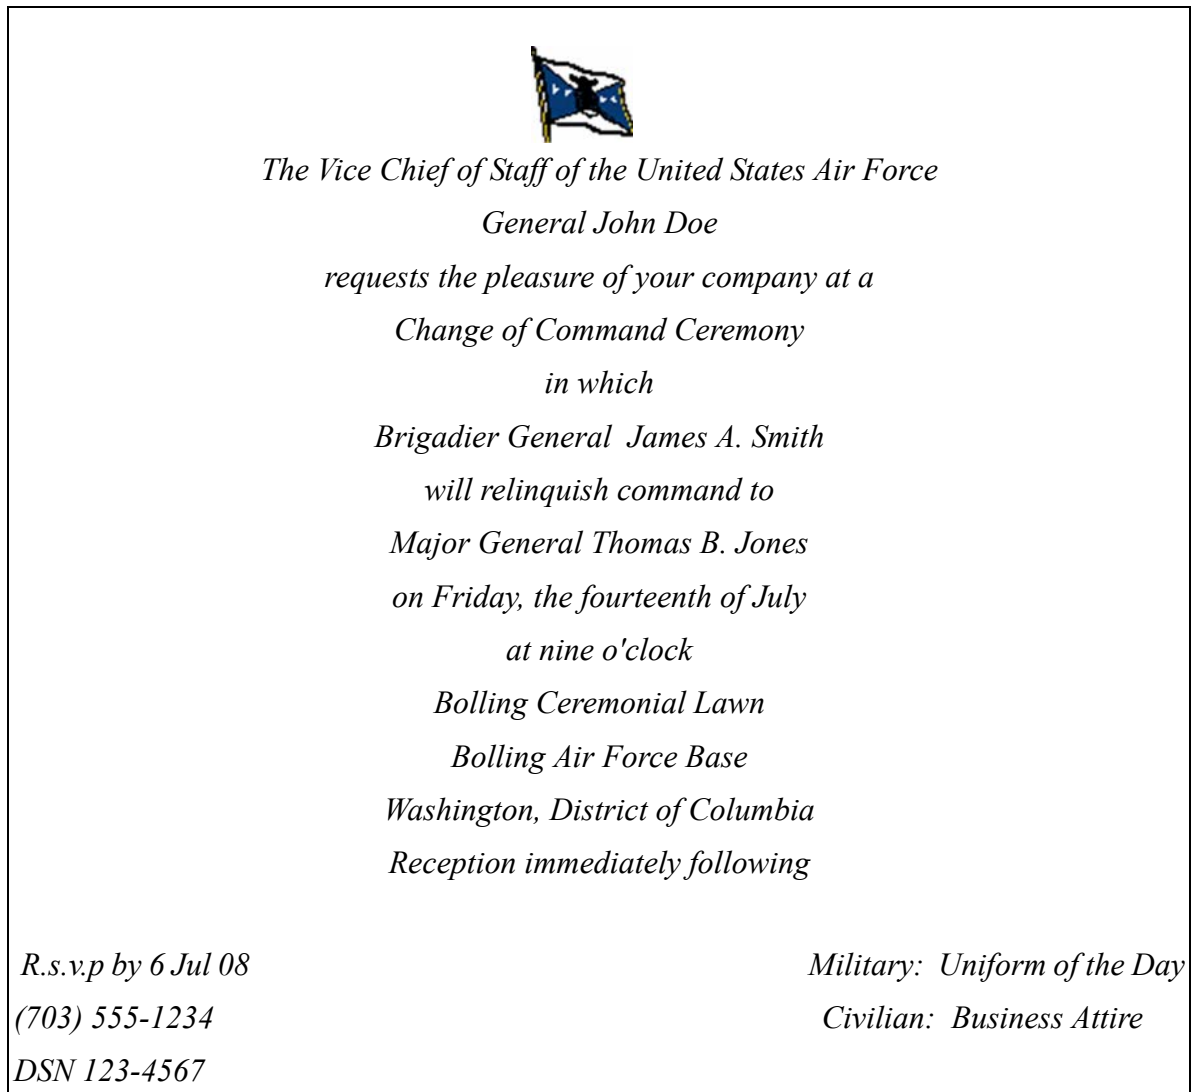 The Vice Chief of Staff of the United States Air Force
General John Doe
requests the pleasure of your company at a
Change of Command Ceremony
in which
Brigadier General  James A. Smith
will relinquish command to
Major General Thomas B. Jones
on Friday, the fourteenth of July
at nine o'clock
Bolling Ceremonial Lawn
Bolling Air Force Base
Washington, District of Columbia
Reception immediately following
R.s.v.p by 6 Jul 08
(703) 555-1234
DSN 123-4567
Military:  Uniform of the Day
Civilian:  Business Attire